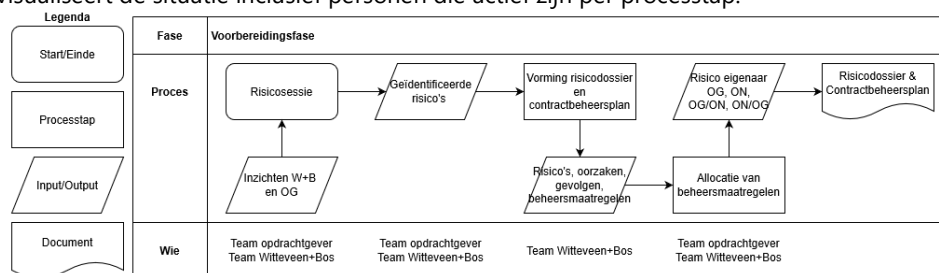 visualiseert de situatie inclusief personen die actief zijn per processtap.
Legenda
Start/Einde
Processtap
Input/Output
Document
Fase
Voorbereidingsfase
Proces
Risicosessie
Geïdentificeerde
risico's
Vorming risicodossier
en
contractbeheersplan
Risico eigenaar
OG, ON,
OG/ON, ON/OG
Risicodossier &
Contractbeheersplan
Inzichten W+B
en OG
Risico's, oorzaken,
gevolgen,
beheersmaatregelen
Allocatie van
beheersmaatregelen
Wie
Team opdrachtgever
Team Witteveen+Bos
Team opdrachtgever
Team Witteveen+Bos
Team Witteveen+Bos
Team opdrachtgever
Team Witteveen+Bos